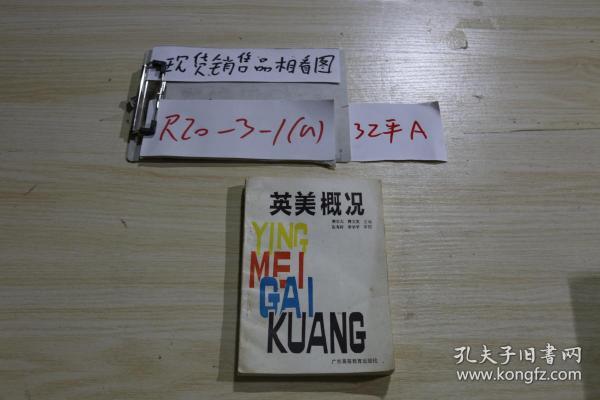 现货销售品相看图
R20-3-1(a)
32平A
英美概况
YING
MEI
GAI
KUANG
广东高等教育出版社
孔夫子旧书网
www.kongfz.com